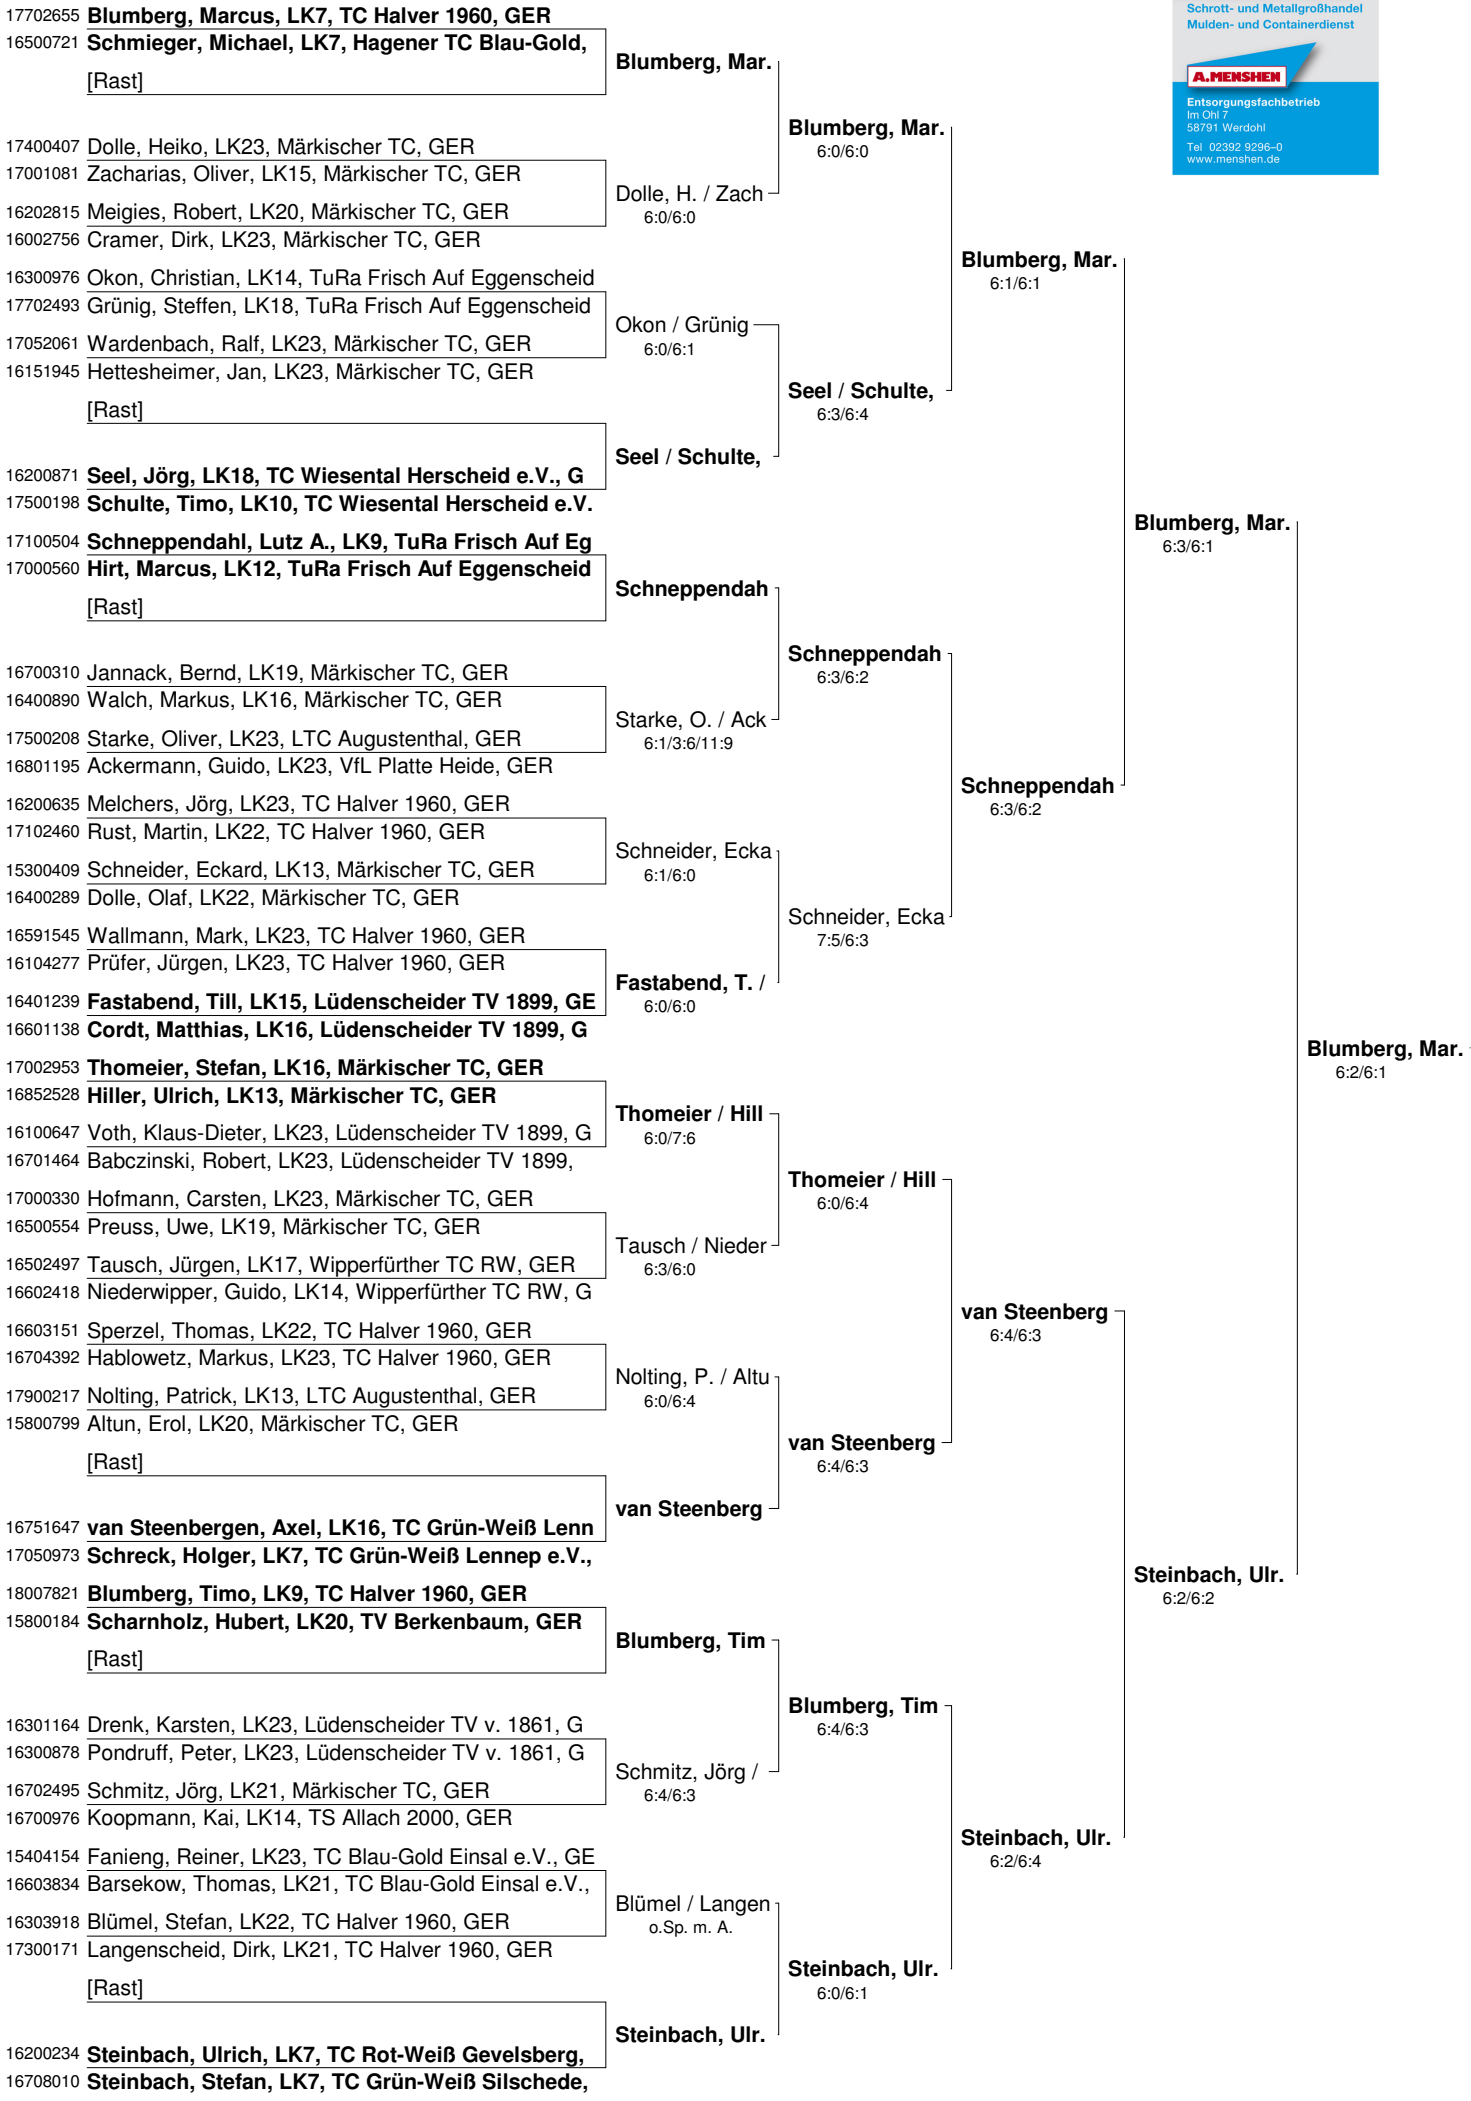 17702655 Blumberg, Marcus, LK7, TC Halver 1960, GER
16500721 Schmieger, Michael, LK7, Hagener TC Blau-Gold,
[Rast]
17400407 Dolle, Heiko, LK23, Märkischer TC, GER
17001081 Zacharias, Oliver, LK15, Märkischer TC, GER
16202815 Meigies, Robert, LK20, Märkischer TC, GER
16002756 Cramer, Dirk, LK23, Märkischer TC, GER
16300976 Okon, Christian, LK14, TuRa Frisch Auf Eggenscheid
17702493 Grünig, Steffen, LK18, TuRa Frisch Auf Eggenscheid
17052061 Wardenbach, Ralf, LK23, Märkischer TC, GER
16151945 Hettesheimer, Jan, LK23, Märkischer TC, GER
[Rast]
16200871 Seel, Jörg, LK18, TC Wiesental Herscheid e.V., G
17500198 Schulte, Timo, LK10, TC Wiesental Herscheid e.V.
17100504 Schneppendahl, Lutz A., LK9, TuRa Frisch Auf Eg
17000560 Hirt, Marcus, LK12, TuRa Frisch Auf Eggenscheid
[Rast]
16700310 Jannack, Bernd, LK19, Märkischer TC, GER
16400890 Walch, Markus, LK16, Märkischer TC, GER
17500208 Starke, Oliver, LK23, LTC Augustenthal, GER
16801195 Ackermann, Guido, LK23, VfL Platte Heide, GER
16200635 Melchers, Jörg, LK23, TC Halver 1960, GER
17102460 Rust, Martin, LK22, TC Halver 1960, GER
15300409 Schneider, Eckard, LK13, Märkischer TC, GER
16400289 Dolle, Olaf, LK22, Märkischer TC, GER
16591545 Wallmann, Mark, LK23, TC Halver 1960, GER
16104277 Prüfer, Jürgen, LK23, TC Halver 1960, GER
16401239 Fastabend, Till, LK15, Lüdenscheider TV 1899, GE
16601138 Cordt, Matthias, LK16, Lüdenscheider TV 1899, G
17002953 Thomeier, Stefan, LK16, Märkischer TC, GER
16852528 Hiller, Ulrich, LK13, Märkischer TC, GER
16100647 Voth, Klaus-Dieter, LK23, Lüdenscheider TV 1899, G
16701464 Babczinski, Robert, LK23, Lüdenscheider TV 1899,
17000330 Hofmann, Carsten, LK23, Märkischer TC, GER
16500554 Preuss, Uwe, LK19, Märkischer TC, GER
16502497 Tausch, Jürgen, LK17, Wipperfürther TC RW, GER
16602418 Niederwipper, Guido, LK14, Wipperfürther TC RW, G
16603151 Sperzel, Thomas, LK22, TC Halver 1960, GER
16704392 Hablowetz, Markus, LK23, TC Halver 1960, GER
17900217 Nolting, Patrick, LK13, LTC Augustenthal, GER
15800799 Altun, Erol, LK20, Märkischer TC, GER
[Rast]
16751647 van Steenbergen, Axel, LK16, TC Grün-Weiß Lenn
17050973 Schreck, Holger, LK7, TC Grün-Weiß Lennep e.V.,
18007821 Blumberg, Timo, LK9, TC Halver 1960, GER
15800184 Scharnholz, Hubert, LK20, TV Berkenbaum, GER
[Rast]
16301164 Drenk, Karsten, LK23, Lüdenscheider TV v. 1861, G
16300878 Pondruff, Peter, LK23, Lüdenscheider TV v. 1861, G
16702495 Schmitz, Jörg, LK21, Märkischer TC, GER
16700976 Koopmann, Kai, LK14, TS Allach 2000, GER
15404154 Fanieng, Reiner, LK23, TC Blau-Gold Einsal e.V., GE
16603834 Barsekow, Thomas, LK21, TC Blau-Gold Einsal e.V.,
16303918 Blümel, Stefan, LK22, TC Halver 1960, GER
17300171 Langenscheid, Dirk, LK21, TC Halver 1960, GER
[Rast]
16200234 Steinbach, Ulrich, LK7, TC Rot-Weiß Gevelsberg,
16708010 Steinbach, Stefan, LK7, TC Grün-Weiß Silschede,
Blumberg, Mar.
Dolle, H. / Zach
6:0/6:0
Okon / Grünig
6:0/6:1
Seel / Schulte,
Schneppendah
Starke, O. / Ack
6:1/3:6/11:9
Schneider, Ecka
6:1/6:0
Fastabend, T. /
6:0/6:0
Thomeier / Hill
6:0/7:6
Tausch / Nieder
6:3/6:0
Nolting, P. / Altu
6:0/6:4
van Steenberg
Blumberg, Tim
Schmitz, Jörg /
6:4/6:3
Blümel / Langen
o.Sp. m. A.
Steinbach, Ulr.
Blumberg, Mar.
6:0/6:0
Seel / Schulte,
6:3/6:4
Schneppendah
6:3/6:2
Schneider, Ecka
7:5/6:3
Thomeier / Hill
6:0/6:4
van Steenberg
6:4/6:3
Blumberg, Tim
6:4/6:3
Steinbach, Ulr.
6:0/6:1
Blumberg, Mar.
6:1/6:1
Schneppendah
6:3/6:2
van Steenberg
6:4/6:3
Steinbach, Ulr.
6:2/6:4
Blumberg, Mar.
6:3/6:1
Steinbach, Ulr.
6:2/6:2
Blumberg, Mar.
6:2/6:1
Schrott- und Metallgroßhandel
Mulden- und Containerdienst
A.MENSHEN
Entsorgungsfachbetrieb
Im Ohl 7
58791 Werdohl
Tel 02392 9296–0
www.menshen.de